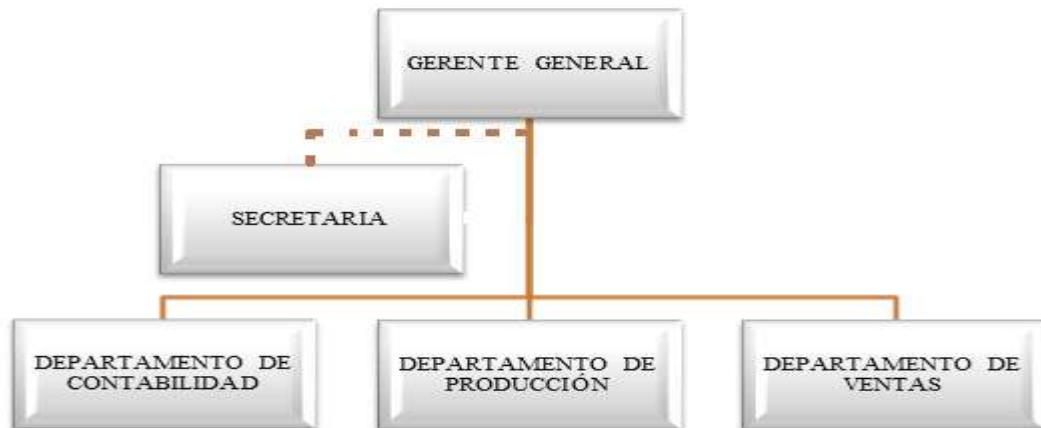 GERENTE GENERAL
SECRETARIA
DEPARTAMENTO DE
CONTABILIDAD
DEPARTAMENTO DE
PRODUCCIÓN
DEPARTAMENTO DE
VENTAS